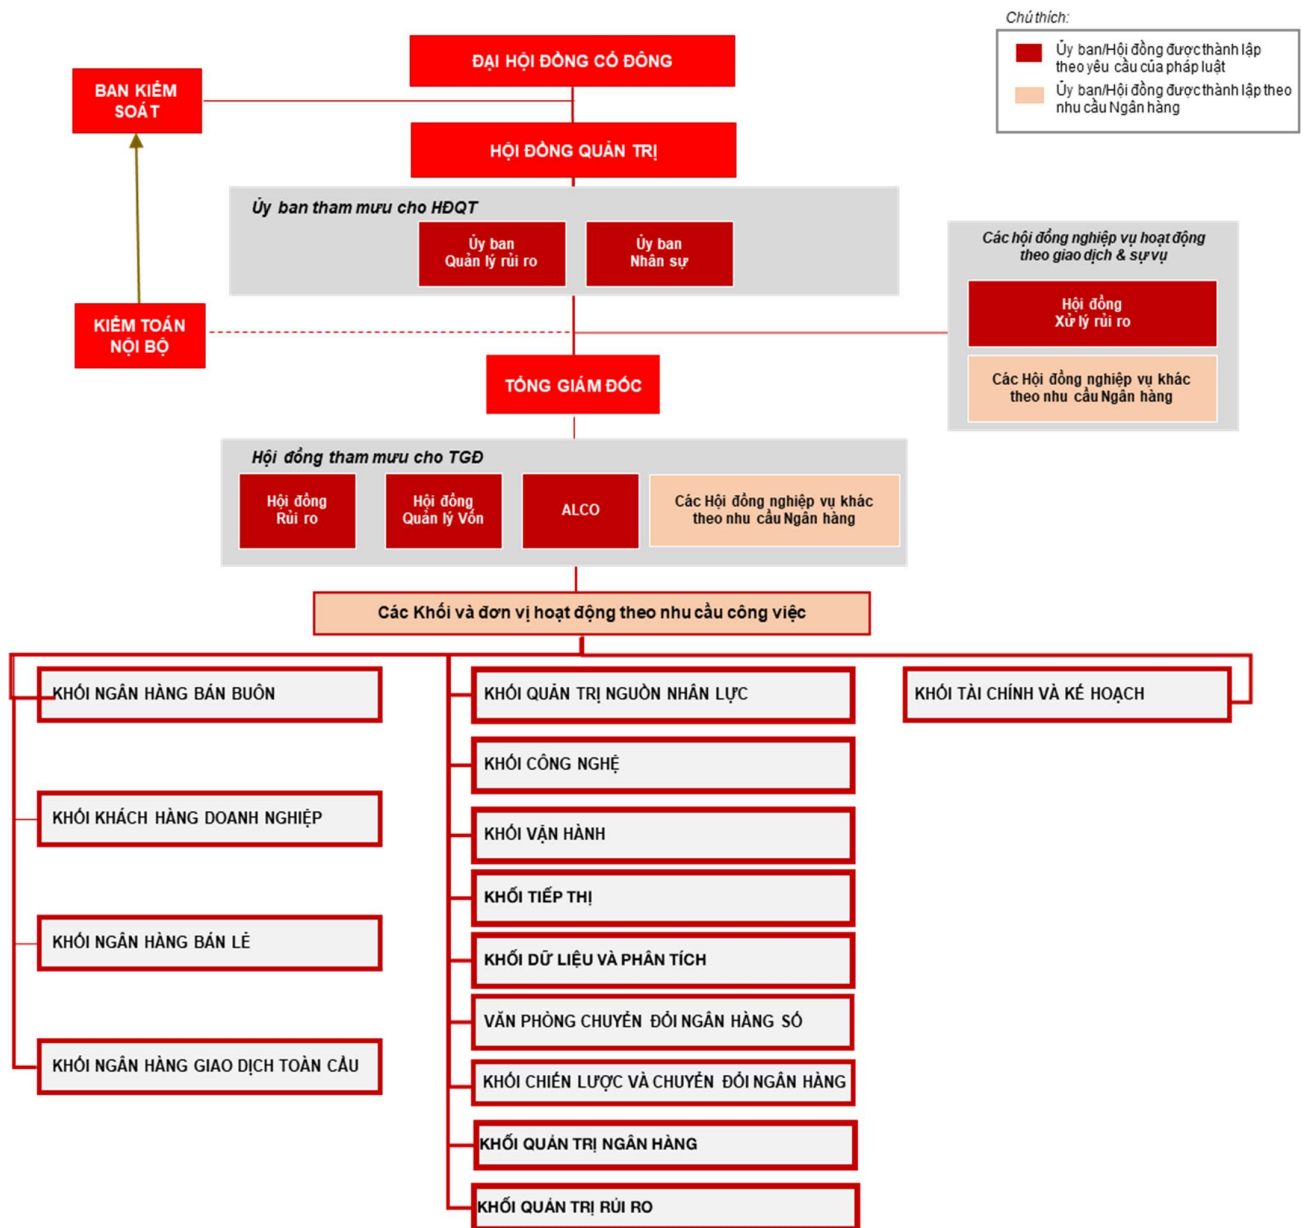 Chú thích:
Ủy ban/Hội đồng được thành lập
theo yêu cầu của pháp luật
Ủy ban/Hội đồng được thành lập theo
nhu cầu Ngân hàng
ĐẠI HỘI ĐỒNG CỔ ĐÔNG
BAN KIỂM
SOÁT
HỘI ĐỒNG QUẢN TRỊ
Ủy ban tham mưu cho HĐQT
Ủy ban
Quản lý rủi ro
Ủy ban
Nhân sự
Các hội đồng nghiệp vụ hoạt động
theo giao dịch & sự vụ
Hội đồng
Xử lý rủi ro
Các Hội đồng nghiệp vụ khác
theo nhu cầu Ngân hàng
KIỂM TOÁN
NỘI BỘ
TỔNG GIÁM ĐỐC
Hội đồng tham mưu cho TGĐ
Hội đồng
Rủi ro
Hội đồng
Quản lý Vốn
ALCO
Các Hội đồng nghiệp vụ khác
theo nhu cầu Ngân hàng
Các Khối và đơn vị hoạt động theo nhu cầu công việc
KHỐI NGÂN HÀNG BÁN BUÔN
KHỐI KHÁCH HÀNG DOANH NGHIỆP
KHỐI NGÂN HÀNG BÁN LẺ
KHỐI NGÂN HÀNG GIAO DỊCH TOÀN CẦU
KHỐI QUẢN TRỊ NGUỒN NHÂN LỰC
KHỐI CÔNG NGHỆ
KHỐI VẬN HÀNH
KHỐI TIẾP THỊ
KHỐI DỮ LIỆU VÀ PHÂN TÍCH
VĂN PHÒNG CHUYỂN ĐỔI NGÂN HÀNG SỐ
KHỐI CHIẾN LƯỢC VÀ CHUYỂN ĐỔI NGÂN HÀNG
KHỐI QUẢN TRỊ NGÂN HÀNG
KHỐI QUẢN TRỊ RỦI RO
KHỐI TÀI CHÍNH VÀ KẾ HOẠCH